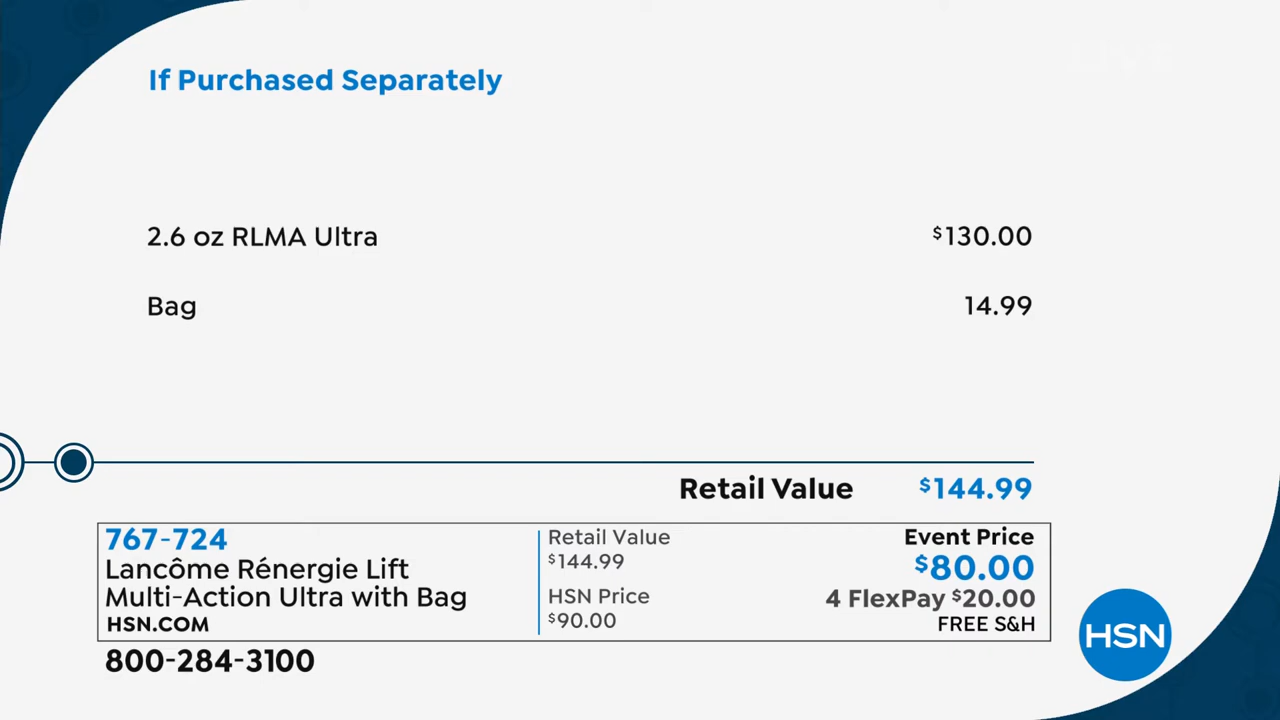 If Purchased Separately
2.6 oz RLMA Ultra $130.00
Bag 14.99
Retail Value $144.99
767-724
Lancôme Rénergie Lift
Multi-Action Ultra with Bag
HSN.COM
Retail Value
$144.99
HSN Price
$90.00
Event Price
$80.00
4 FlexPay $20.00
FREE S&H
800-284-3100
HSN